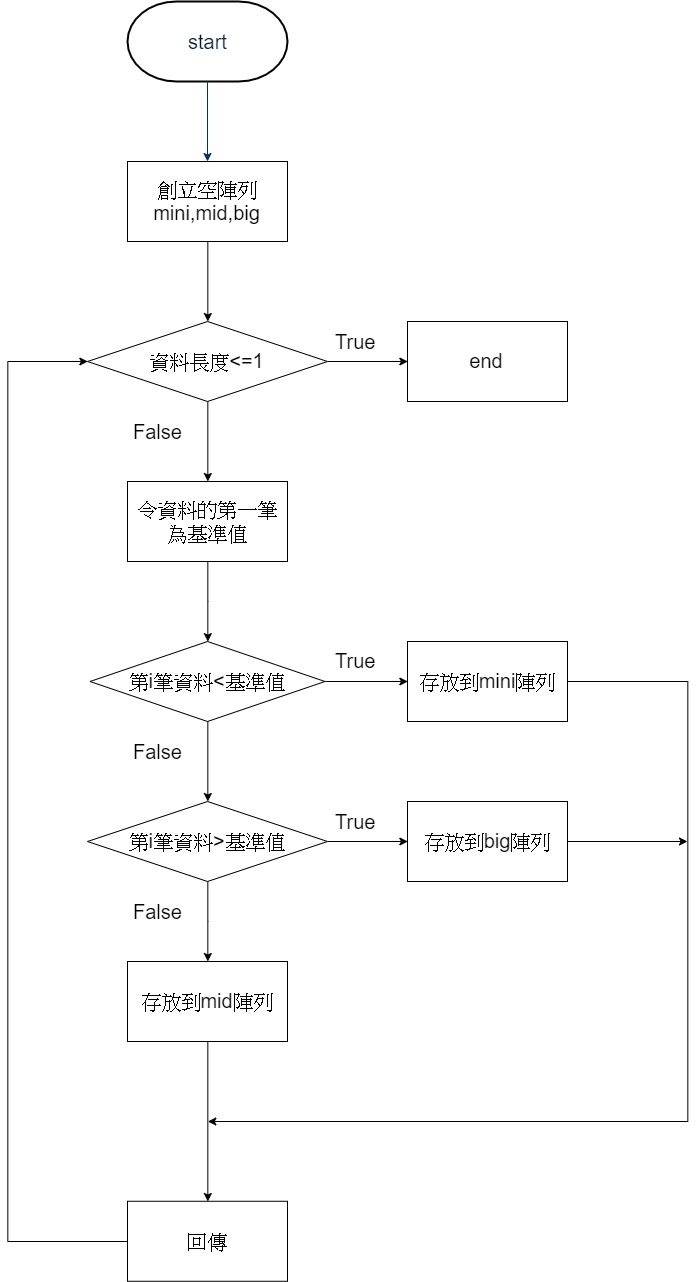 start
創立空陣列
mini,mid,big
資料長度<=1
True
end
False
令資料的第一筆
為基準值
第i筆資料<基準值
True
存放到mini陣列
False
第i筆資料>基準值
True
存放到big陣列
False
存放到mid陣列
回傳